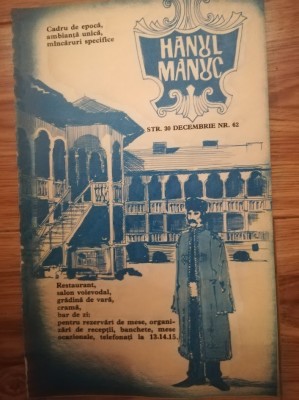 Cadru de epocă,
ambianță unică,
mîncăruri specifice
HANUL
MANUC
STR. 30 DECEMBRIE NR. 62
Restaurant,
salon voievodal,
grădină de vară,
cramă,
bar de zi;
pentru rezervări de mese, organi-
zări de recepții, banchete, mese
ocazionale, telefonați la 13.14.15.